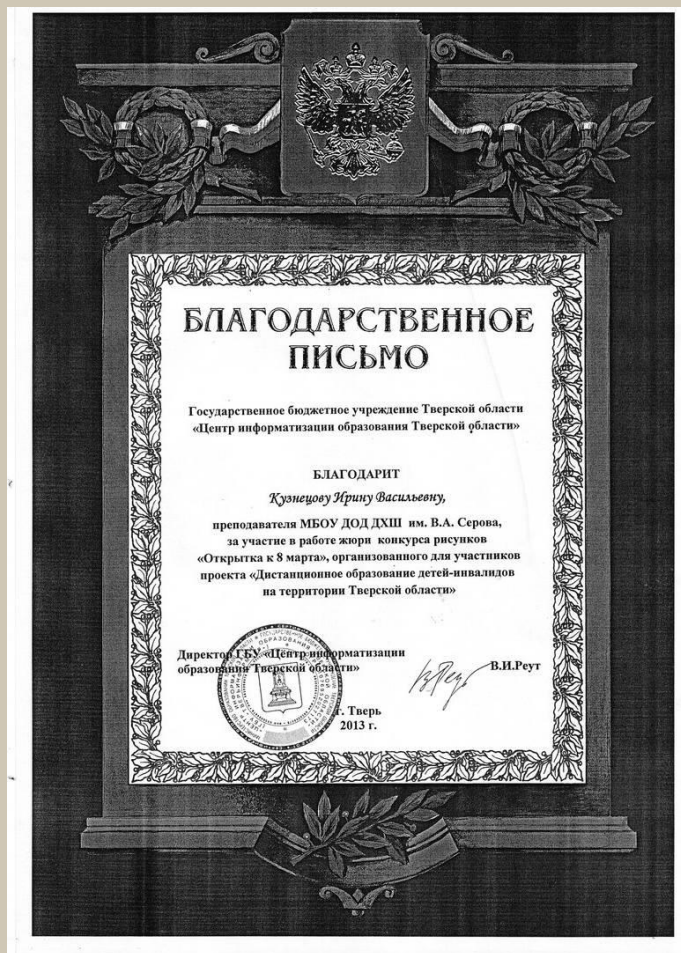 БЛАГОДАРСТВЕННОЕ
ПИСЬМО
Государственное бюджетное учреждение Тверской области
«Центр информатизации образования Тверской области»
БЛАГОДАРИТ
Кузнецову Ирину Васильевну,
преподавателя МБОУ ДОД ДХШ им. В.А. Серова,
за участие в работе жюри конкурса рисунков
«Открытка к 8 марта», организованного для участников
проекта «Дистанционное образование детей-инвалидов
на территории Тверской области»
Директор ГБУ «Центр информатизации
образования Тверской области»
В.И.Реут
г. Тверь
2013 г.